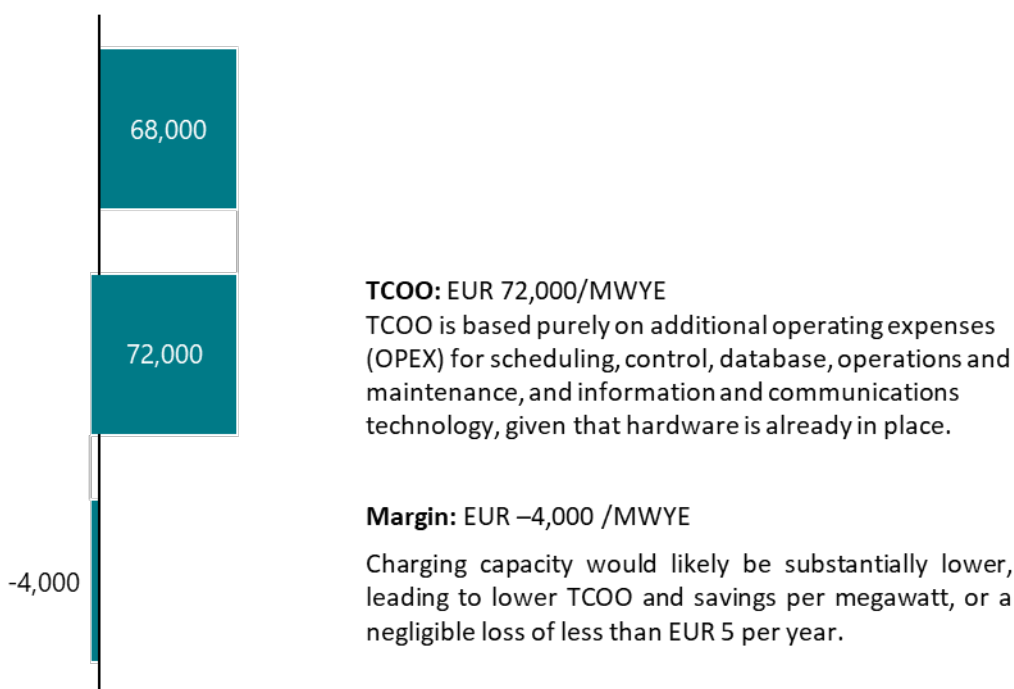 68,000
TCOO: EUR 72,000/MWYE
TCOO is based purely on additional operating expenses
72,000
(OPEX) for scheduling, control, database, operations and
maintenance, and information and communications
technology, given that hardware is already in place.
Margin: EUR –4,000 /MWYE
Charging capacity would likely be substantially lower,
-4,000
leading to lower TCOO and savings per megawatt, or a
negligible loss of less than EUR 5 per year.